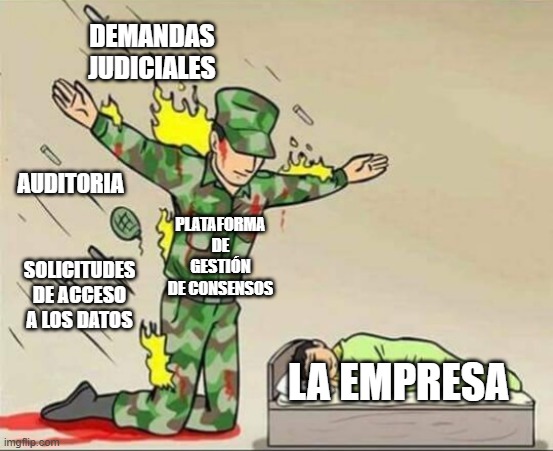 DEMANDAS
JUDICIALES
AUDITORIA
PLATAFORMA
DE
GESTIÓN
DE CONSENSOS
SOLICITUDES
DE ACCESO
A LOS DATOS
LA EMPRESA
imgflip.com